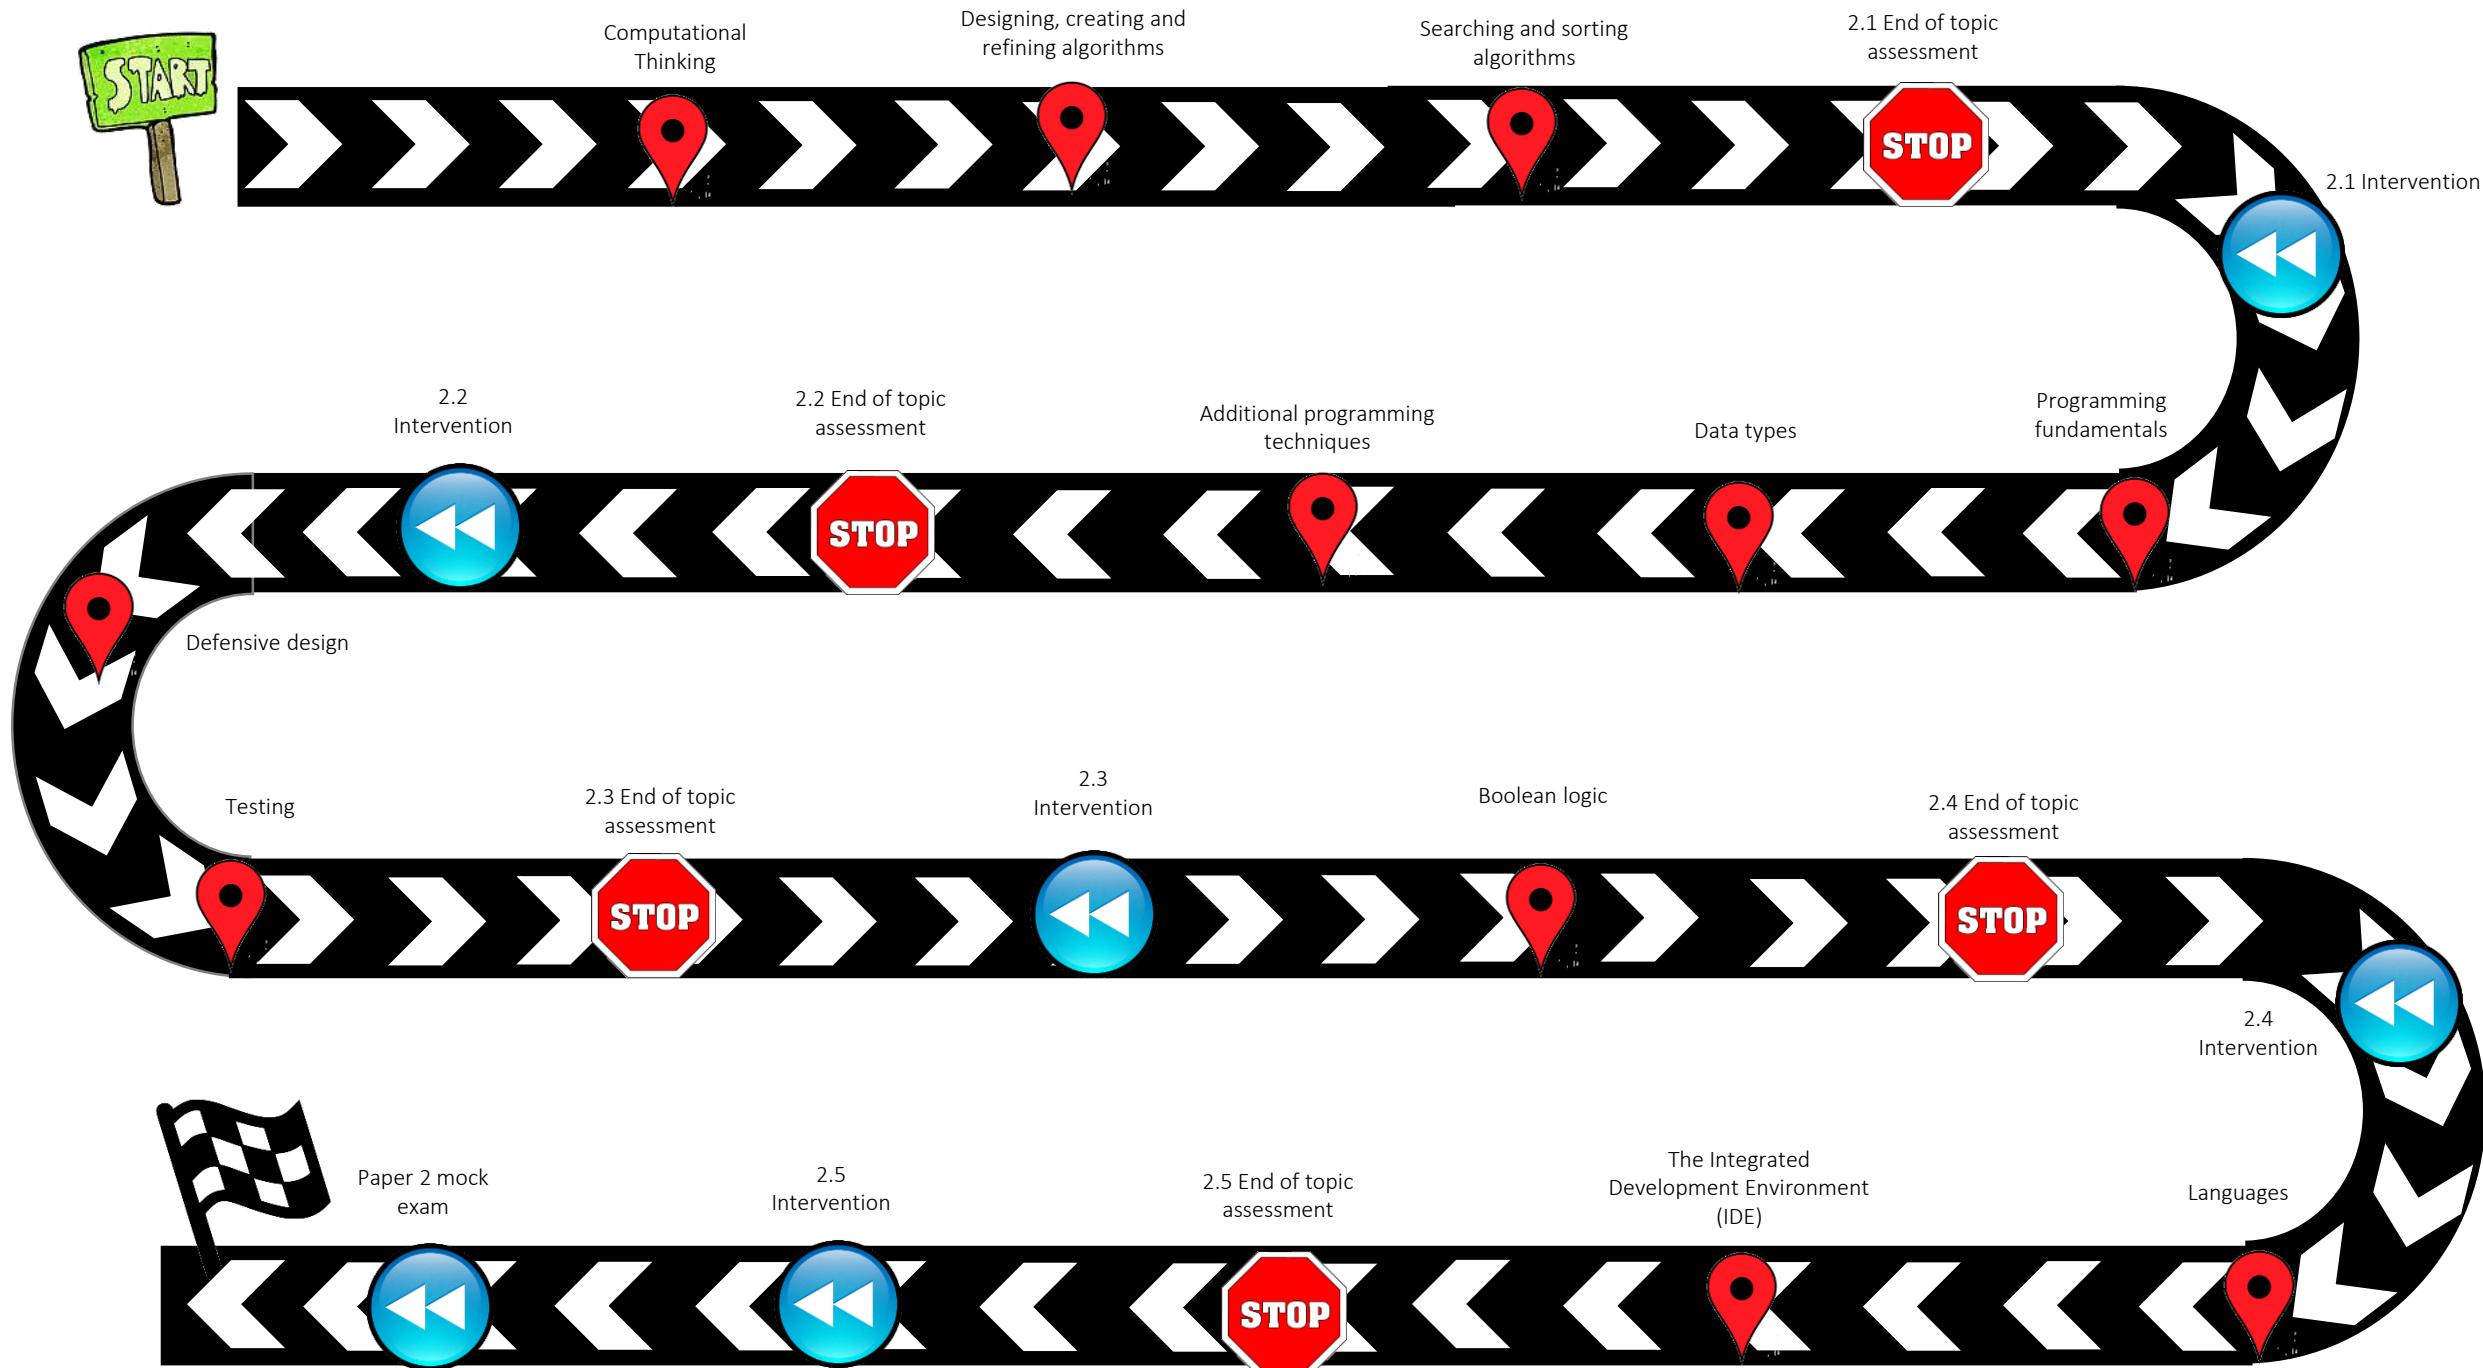 START
Computational
Thinking
Designing, creating and
refining algorithms
Searching and sorting
algorithms
2.1 End of topic
assessment
STOP
2.1 Intervention
Programming
fundamentals
Data types
Additional programming
techniques
2.2 End of topic
assessment
STOP
2.2
Intervention
Defensive design
Testing
2.3 End of topic
assessment
STOP
2.3
Intervention
Boolean logic
2.4 End of topic
assessment
STOP
2.4
Intervention
Languages
The Integrated
Development Environment
(IDE)
2.5 End of topic
assessment
STOP
2.5
Intervention
Paper 2 mock
exam